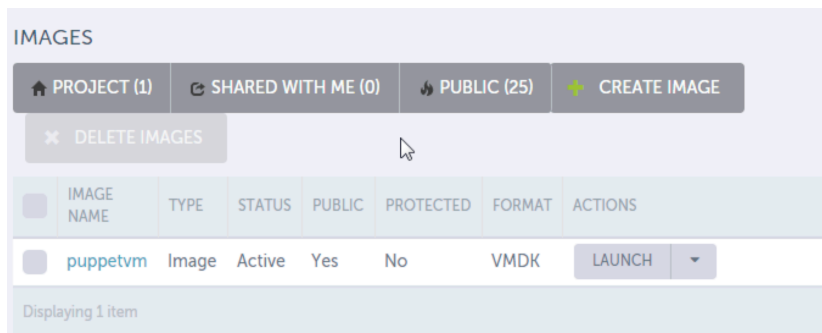 IMAGES
PROJECT (1) SHARED WITH ME (0) PUBLIC (25) CREATE IMAGE
DELETE IMAGES
IMAGE NAME TYPE STATUS PUBLIC PROTECTED FORMAT ACTIONS
puppetvm Image Active Yes No VMDK LAUNCH
Displaying 1 item